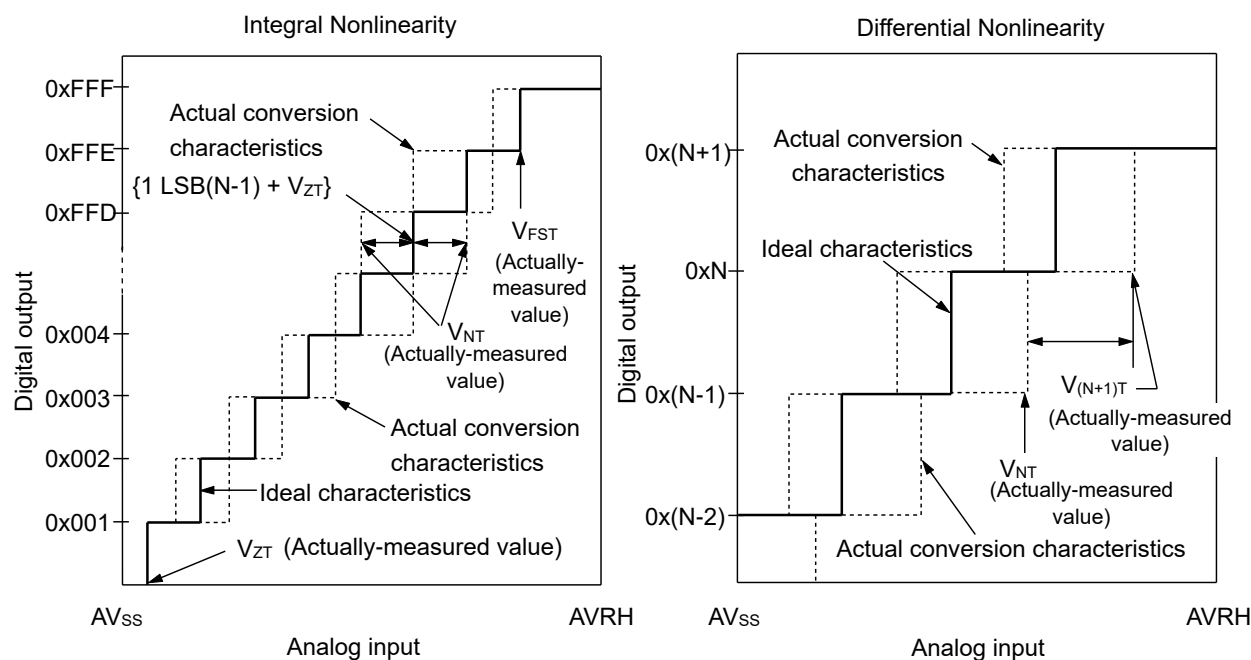 Integral Nonlinearity
0xFFF
0xFFE
0xFFD
0x004
0x003
0x002
0x001
Digital output
Actual conversion
characteristics
{1 LSB(N-1) + VZT}
VFST
(Actually-
measured
value)
VNT
(Actually-measured
value)
Actual conversion
characteristics
Ideal characteristics
VZT (Actually-measured value)
AVSS
AVRH
Analog input
Differential Nonlinearity
0x(N+1)
0xN
0x(N-1)
0x(N-2)
Digital output
Actual conversion
characteristics
Ideal characteristics
V(N+1)T
(Actually-measured
value)
VNT
(Actually-measured
value)
Actual conversion characteristics
AVSS
AVRH
Analog input